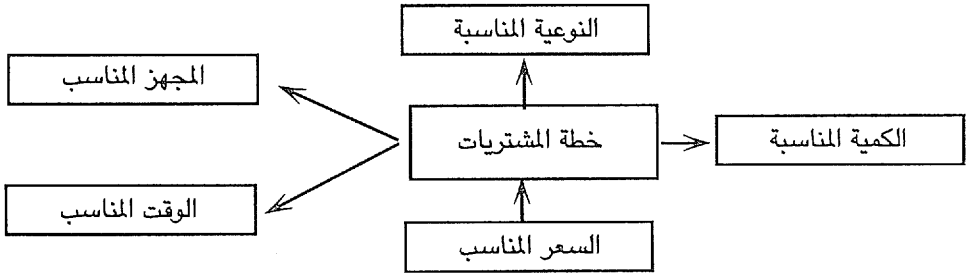 النوعية المناسبة
المجهز المناسب
خطة المشتريات
الكمية المناسبة
الوقت المناسب
السعر المناسب